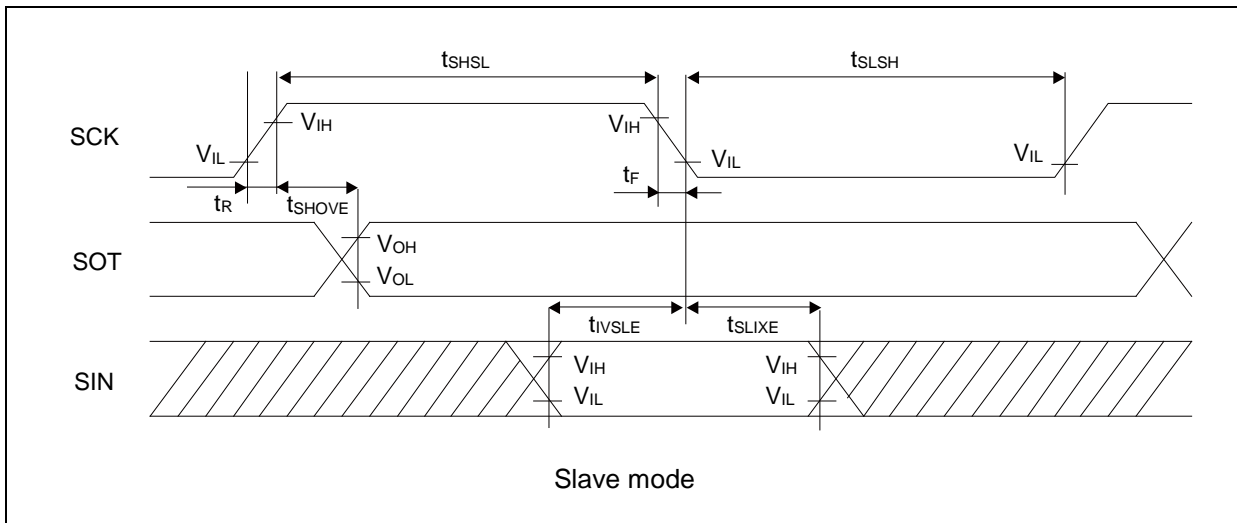 tSHSL
tSLSH
SCK
VIH
VIH
VIL
VIL
VIL
tR
tSHOVE
tF
SOT
VOH
VOL
tIVSLE
tSLIXE
SIN
VIH
VIH
VIL
VIL
Slave mode